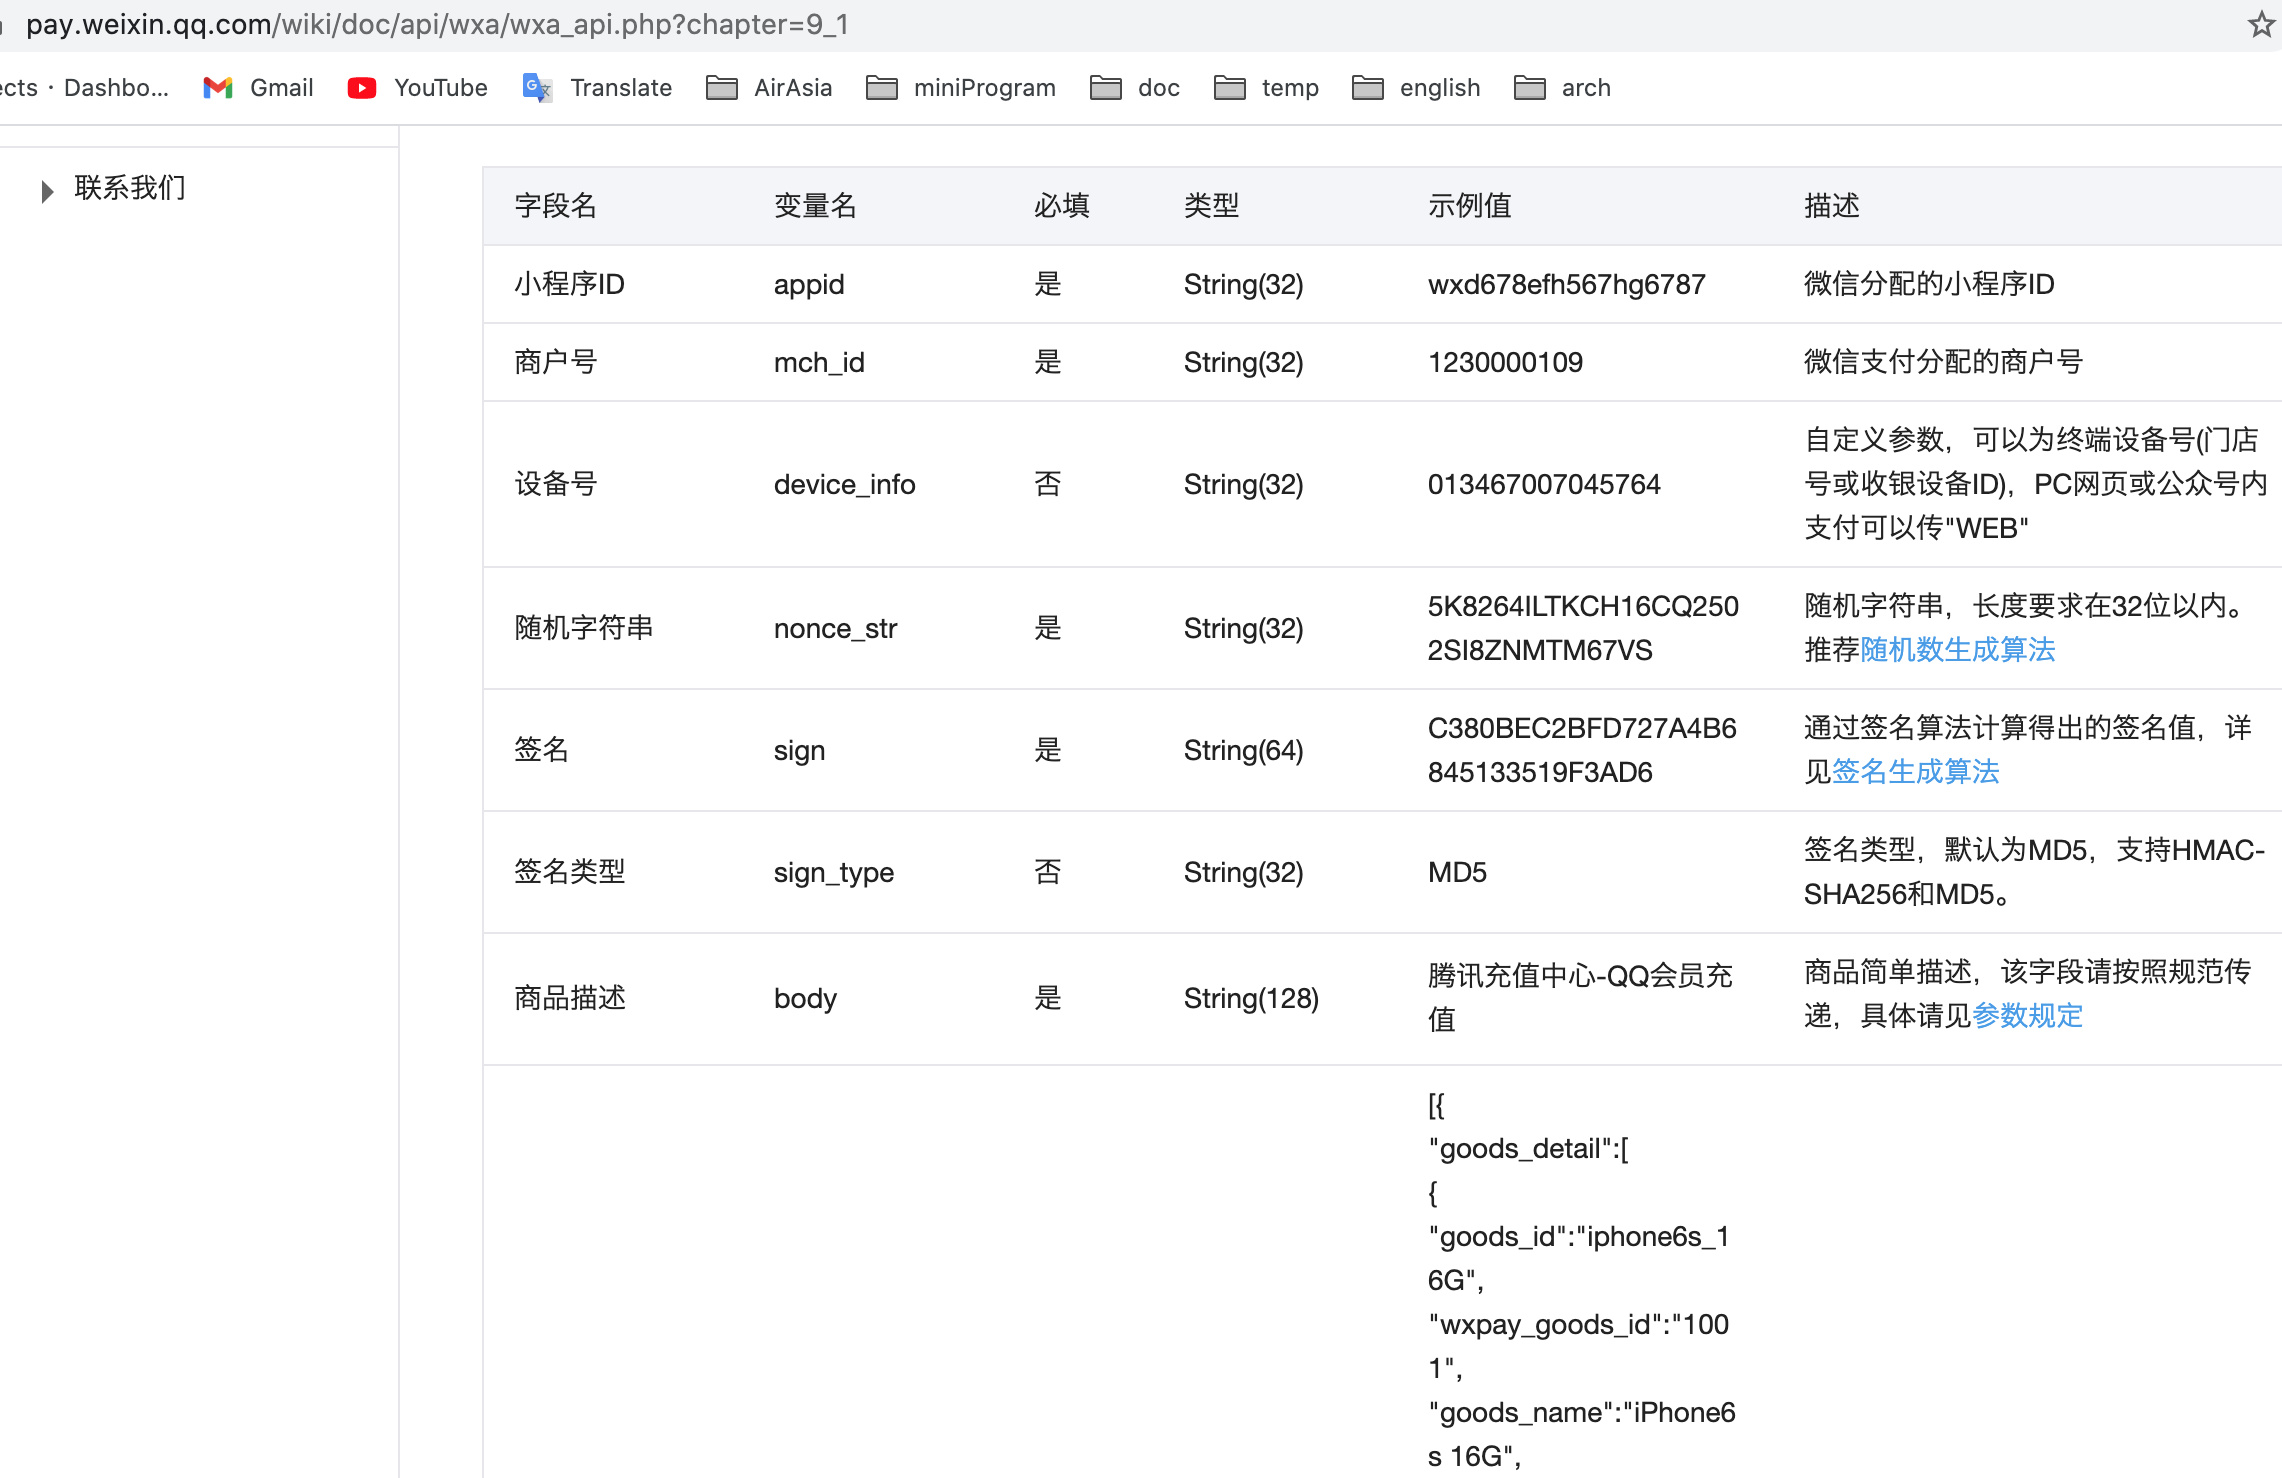 pay.weixin.qq.com/wiki/doc/api/wxa/wxa_api.php?chapter=9_1
ects · Dashbo... Gmail YouTube Translate AirAsia miniProgram doc temp english arch
联系我们
字段名 变量名 必填 类型 示例值 描述
小程序ID appid 是 String(32) wxd678efh567hg6787 微信分配的小程序ID
商户号 mch_id 是 String(32) 1230000109 微信支付分配的商户号
设备号 device_info 否 String(32) 013467007045764 自定义参数，可以为终端设备号(门店
号或收银设备ID)，PC网页或公众号内
支付可以传"WEB"
随机字符串 nonce_str 是 String(32) 5K8264ILTKCH16CQ250
2SI8ZNMTM67VS 随机字符串，长度要求在32位以内。
推荐随机数生成算法
签名 sign 是 String(64) C380BEC2BFD727A4B6
845133519F3AD6 通过签名算法计算得出的签名值，详
见签名生成算法
签名类型 sign_type 否 String(32) MD5 签名类型，默认为MD5，支持HMAC-
SHA256和MD5。
商品描述 body 是 String(128) 腾讯充值中心-QQ会员充
值 商品简单描述，该字段请按照规范传
递，具体请见参数规定
[{
"goods_detail":[
{
"goods_id":"iphone6s_1
6G",
"wxpay_goods_id":"100
1",
"goods_name":"iPhone6
s 16G",